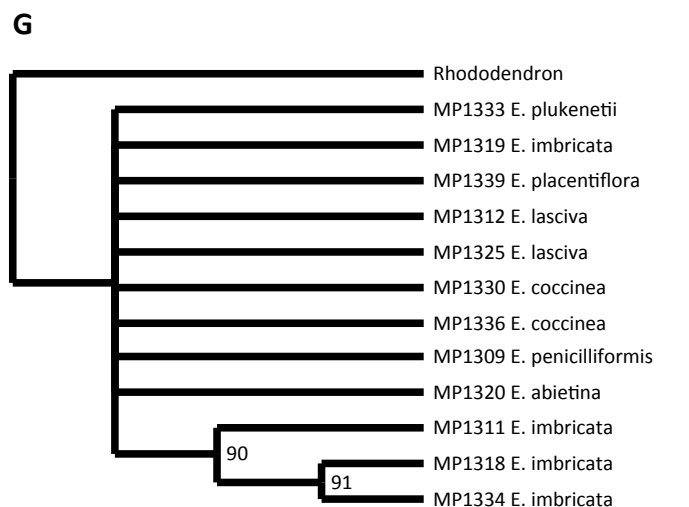 G
Rhododendron
MP1333 E. plukenetii
MP1319 E. imbricata
MP1339 E. placentiflora
MP1312 E. lasciva
MP1325 E. lasciva
MP1330 E. coccinea
MP1336 E. coccinea
MP1309 E. penicilliformis
MP1320 E. abietina
MP1311 E. imbricata
90
MP1318 E. imbricata
91
MP1334 E. imbricata